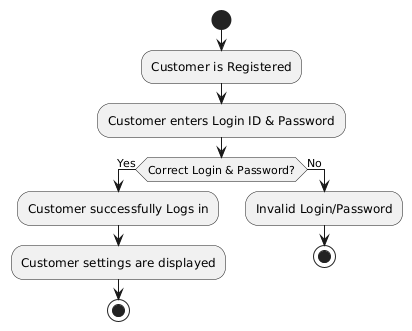 Customer is Registered
Customer enters Login ID & Password
Correct Login & Password?
Yes
No
Customer successfully Logs in
Invalid Login/Password
Customer settings are displayed